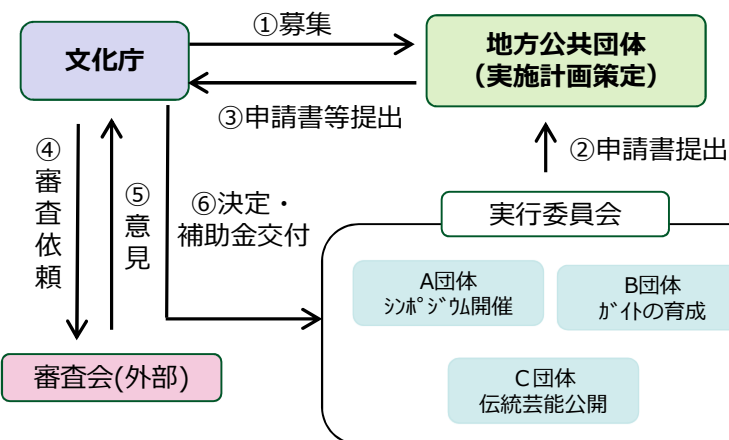 ①募集
文化庁
地方公共団体
（実施計画策定）
③申請書等提出
②申請書提出
④審査依頼
⑤意見
⑥決定・
補助金交付
実行委員会
A団体
ｼﾝﾎﾟｼﾞｳﾑ開催
B団体
ｶﾞｲﾄの育成
審査会(外部)
C団体
伝統芸能公開